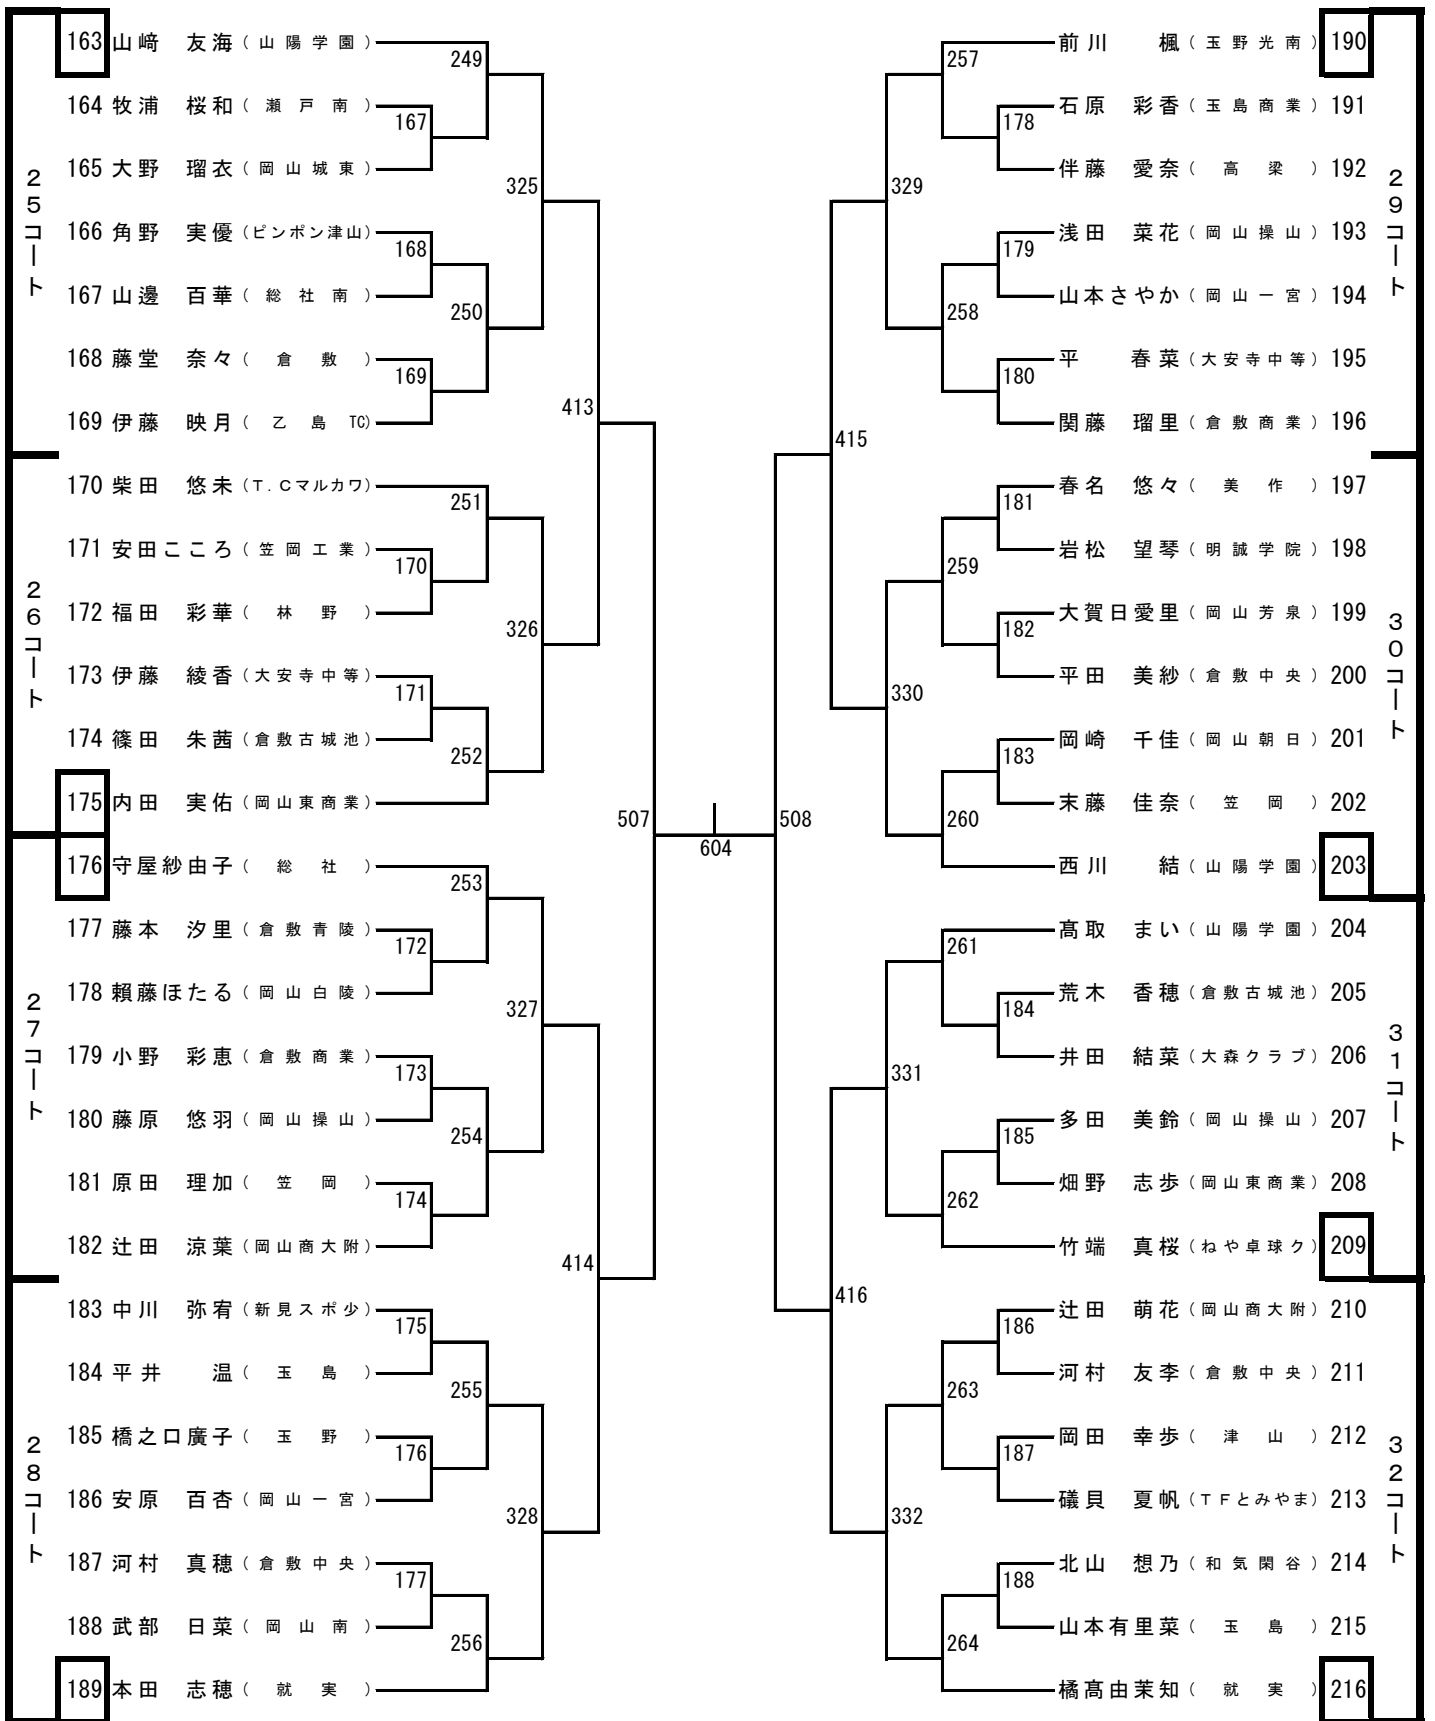 25コート
163 山﨑 友海 (山陽学園)
164 牧浦 桜和 (瀬戸南)
165 大野 瑠衣 (岡山城東)
166 角野 実優 (ピンポン津山)
167 山邊 百華 (総社南)
168 藤堂 奈々 (倉敷)
169 伊藤 映月 (乙島TC)
26コート
170 柴田 悠未 (T.Cマルカワ)
171 安田こころ (笠岡工業)
172 福田 彩華 (林野)
173 伊藤 綾香 (大安寺中等)
174 篠田 朱茜 (倉敷古城池)
175 内田 実佑 (岡山東商業)
27コート
176 守屋紗由子 (総社)
177 藤本 汐里 (倉敷青陵)
178 頼藤ほたる (岡山白陵)
179 小野 彩恵 (倉敷商業)
180 藤原 悠羽 (岡山操山)
181 原田 理加 (笠岡)
182 辻田 涼葉 (岡山商大附)
28コート
183 中川 弥宥 (新見スポ少)
184 平井 温 (玉島)
185 橋之口廣子 (玉野)
186 安原 百杏 (岡山一宮)
187 河村 真穂 (倉敷中央)
188 武部 日菜 (岡山南)
189 本田 志穂 (就実)
167
168
169
170
171
172
173
174
175
176
177
249
250
251
252
253
254
255
256
325
326
327
328
413
414
507
604
508
415
416
329
330
331
332
257
258
259
260
261
262
263
264
178
179
180
181
182
183
184
185
186
187
188
29コート
前川 楓 (玉野光南) 190
石原 彩香 (玉島商業) 191
伴藤 愛奈 (高梁) 192
浅田 菜花 (岡山操山) 193
山本さやか (岡山一宮) 194
平 春菜 (大安寺中等) 195
関藤 瑠里 (倉敷商業) 196
30コート
春名 悠々 (美作) 197
岩松 望琴 (明誠学院) 198
大賀日愛里 (岡山芳泉) 199
平田 美紗 (倉敷中央) 200
岡崎 千佳 (岡山朝日) 201
末藤 佳奈 (笠岡) 202
西川 結 (山陽学園) 203
31コート
髙取 まい (山陽学園) 204
荒木 香穂 (倉敷古城池) 205
井田 結菜 (大森クラブ) 206
多田 美鈴 (岡山操山) 207
畑野 志歩 (岡山東商業) 208
竹端 真桜 (ねや卓球ク) 209
32コート
辻田 萌花 (岡山商大附) 210
河村 友李 (倉敷中央) 211
岡田 幸歩 (津山) 212
礒貝 夏帆 (TFとみやま) 213
北山 想乃 (和気閑谷) 214
山本有里菜 (玉島) 215
橘髙由茉知 (就実) 216